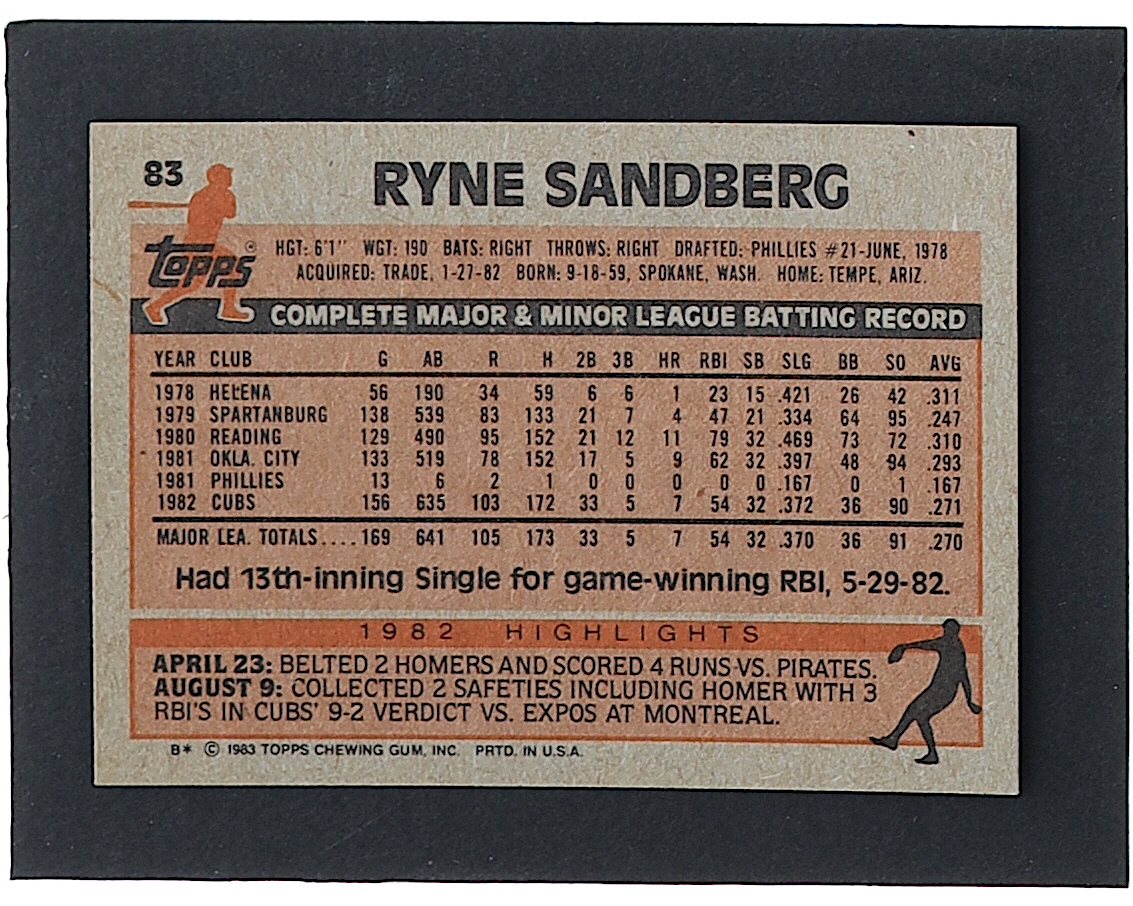 83
RYNE SANDBERG
topps ®
HGT: 6'1" WGT: 190 BATS: RIGHT THROWS: RIGHT DRAFTED: PHILLIES #21-JUNE, 1978
ACQUIRED: TRADE, 1-27-82 BORN: 9-18-59, SPOKANE, WASH. HOME: TEMPE, ARIZ.
COMPLETE MAJOR & MINOR LEAGUE BATTING RECORD
YEAR CLUB G AB R H 2B 3B HR RBI SB SLG BB SO AVG
1978 HELENA 56 190 34 59 6 6 1 23 15 .421 26 42 .311
1979 SPARTANBURG 138 539 83 133 21 7 4 47 21 .334 64 95 .247
1980 READING 129 490 95 152 21 12 11 79 32 .469 73 72 .310
1981 OKLA. CITY 133 519 78 152 17 5 9 62 32 .397 48 94 .293
1981 PHILLIES 13 6 2 1 0 0 0 0 0 .167 0 1 .167
1982 CUBS 156 635 103 172 33 5 7 54 32 .372 36 90 .271
MAJOR LEA. TOTALS....169 641 105 173 33 5 7 54 32 .370 36 91 .270
Had 13th-inning Single for game-winning RBI, 5-29-82.
1982 HIGHLIGHTS
APRIL 23: BELTED 2 HOMERS AND SCORED 4 RUNS VS. PIRATES.
AUGUST 9: COLLECTED 2 SAFETIES INCLUDING HOMER WITH 3
RBI'S IN CUBS' 9-2 VERDICT VS. EXPOS AT MONTREAL.
B* © 1983 TOPPS CHEWING GUM, INC. PRTD. IN U.S.A.